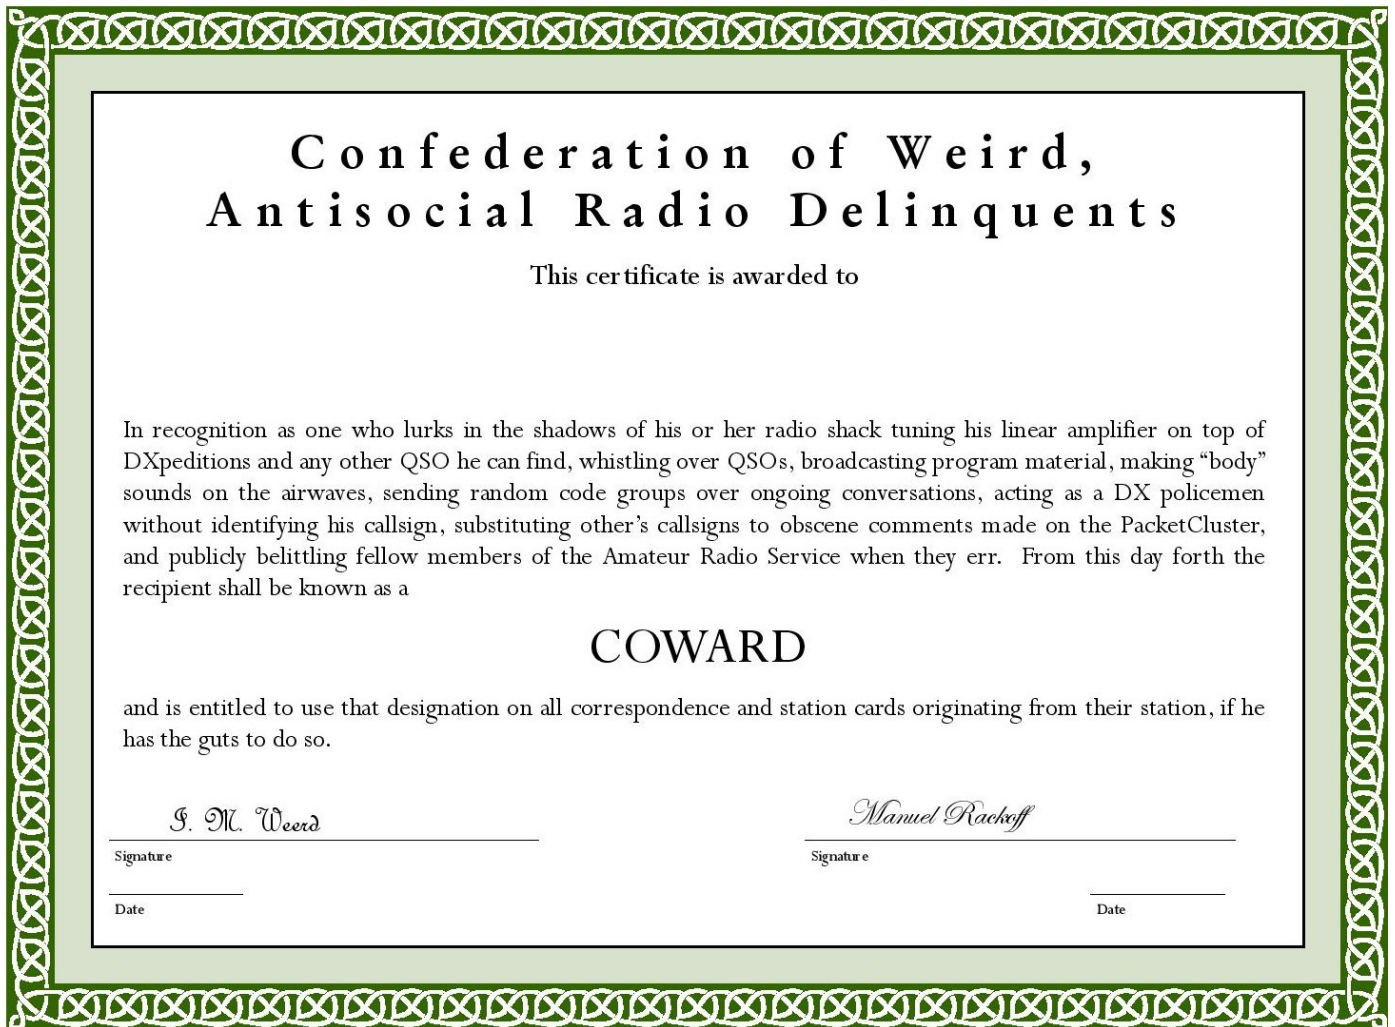 Confederation of Weird,
Antisocial Radio Delinquents
This certificate is awarded to
In recognition as one who lurks in the shadows of his or her radio shack tuning his linear amplifier on top of
DXpeditions and any other QSO he can find, whistling over QSOs, broadcasting program material, making “body”
sounds on the airwaves, sending random code groups over ongoing conversations, acting as a DX policemen
without identifying his callsign, substituting other’s callsigns to obscene comments made on the PacketCluster,
and publicly belittling fellow members of the Amateur Radio Service when they err.  From this day forth the
recipient shall be known as a
COWARD
and is entitled to use that designation on all correspondence and station cards originating from their station, if he
has the guts to do so.
I. M. Weerd
Manuel Rackoff
Signature
Signature
Date
Date